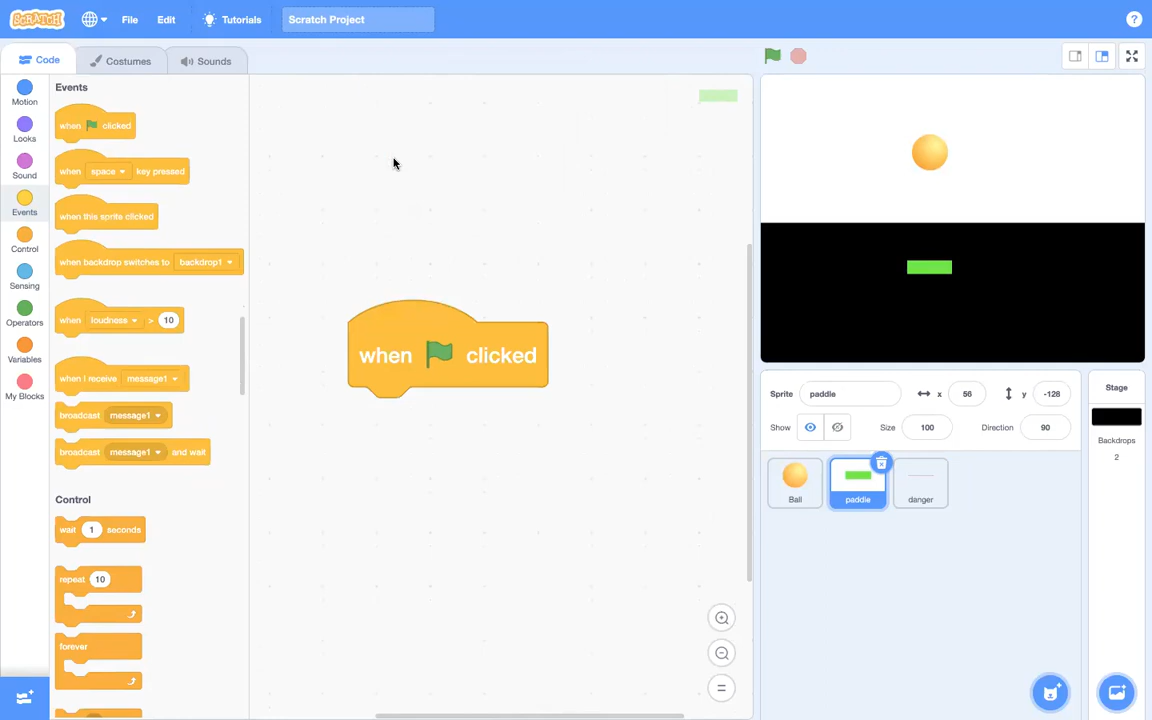 SCRATCH File Edit Tutorials Scratch Project ?
Code Costumes Sounds
Motion
Looks
Sound
Events
Control
Sensing
Operators
Variables
My Blocks
Events
when clicked
when space key pressed
when this sprite clicked
when backdrop switches to backdrop1
when loudness > 10
when I receive message1
broadcast message1
broadcast message1 and wait
Control
wait 1 seconds
repeat 10
forever
when clicked
Sprite paddle x 56 y -128
Show Size 100 Direction 90
Ball paddle danger
Stage
Backdrops
2